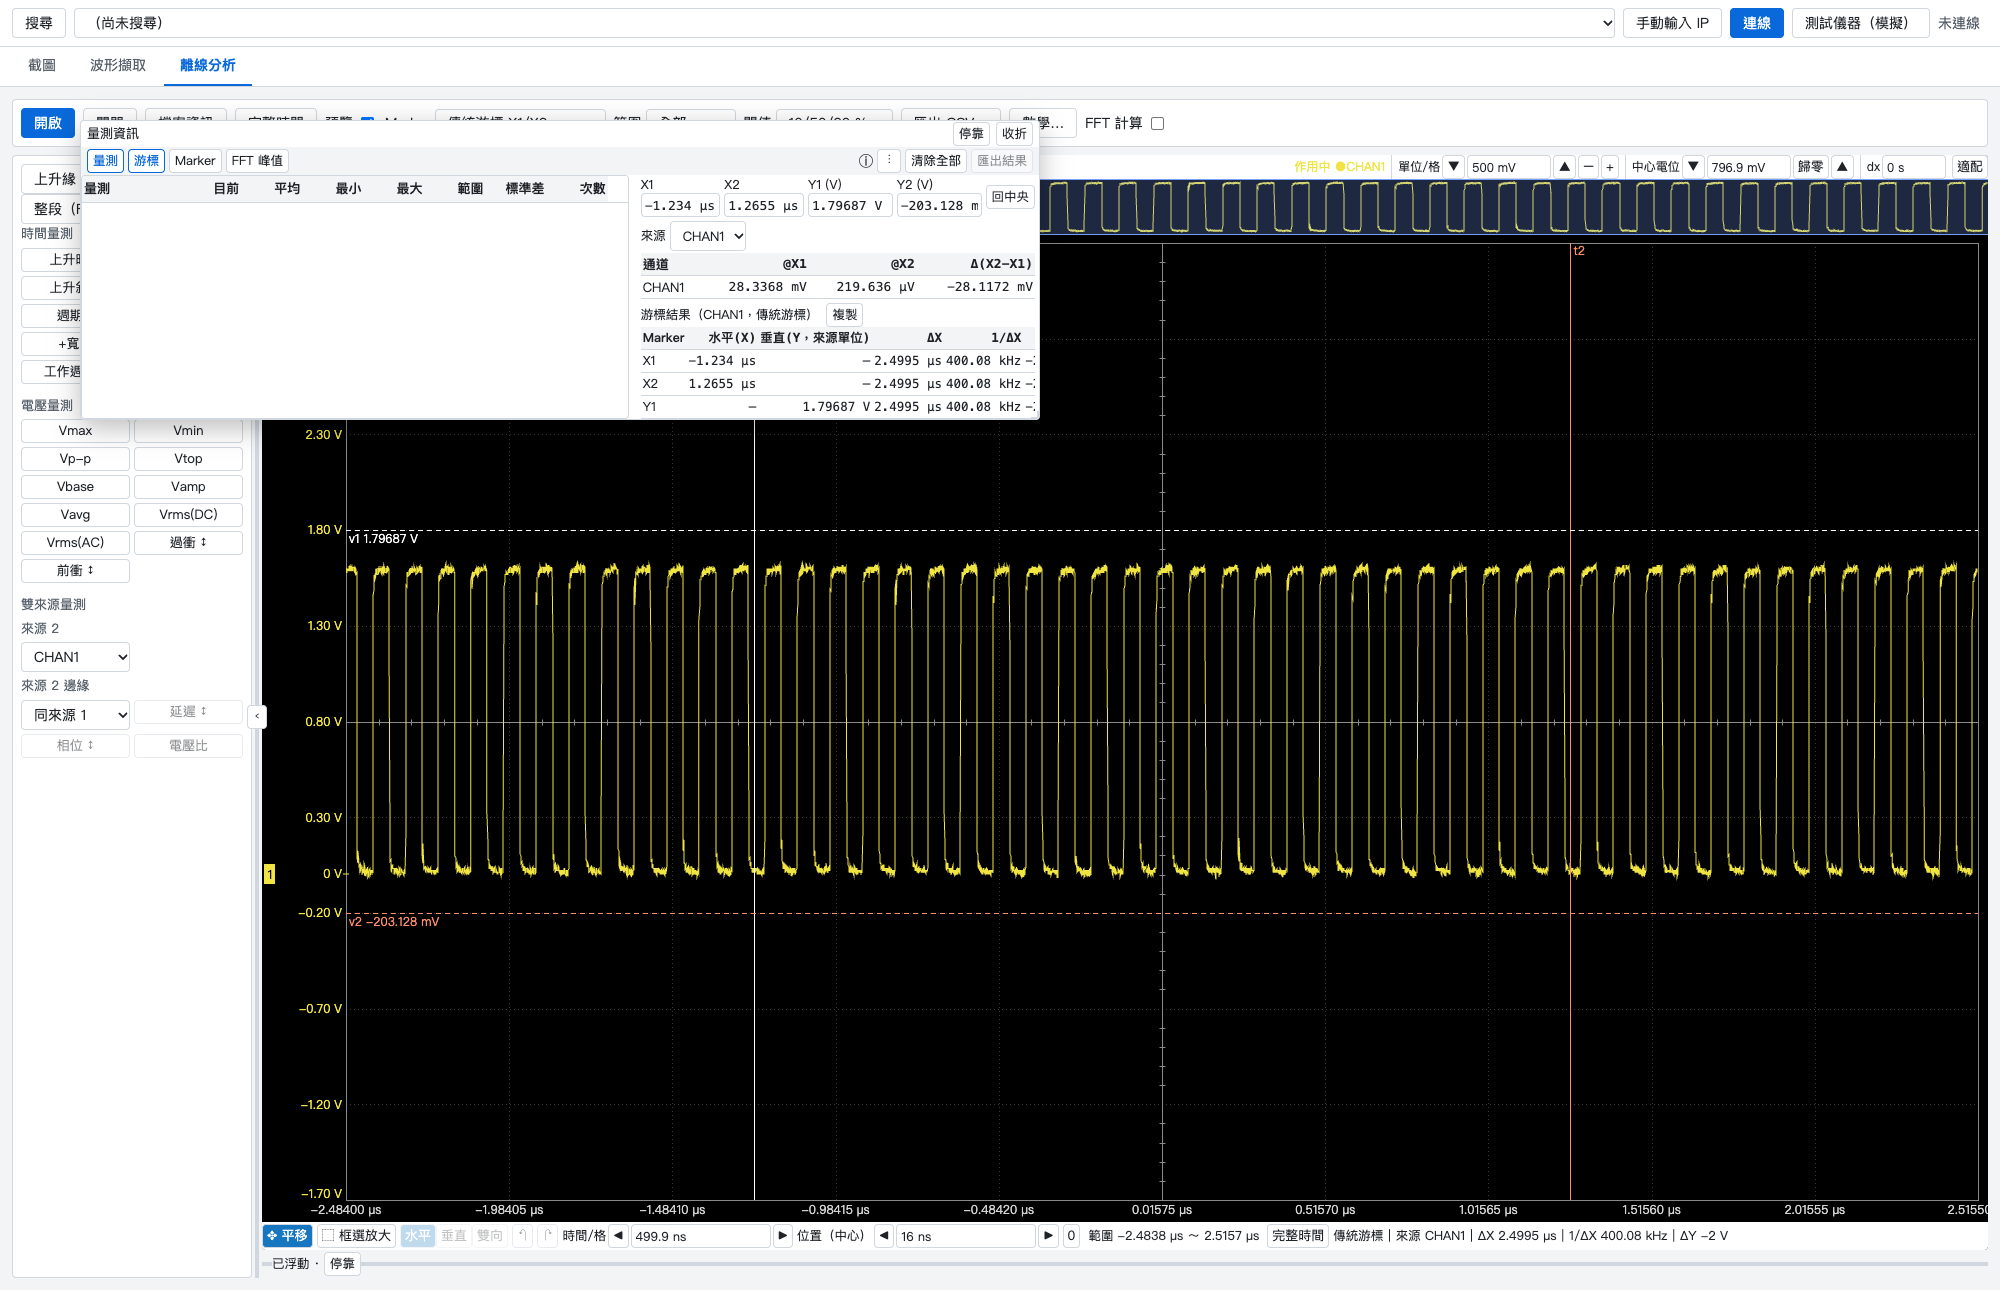 搜尋 (尚未搜尋) 手動輸入 IP 連線 測試儀器 (模擬) 未連線
截圖 波形擷取 離線分析
開啟 FFT 計算
量測資訊 停靠 收折
量測 游標 Marker FFT 峰值 ⓘ ⋮ 清除全部 匯出結果
量測 目前 平均 最小 最大 範圍 標準差 次數
X1 X2 Y1 (V) Y2 (V)
−1.234 µs 1.2655 µs 1.79687 V −203.128 m 回中央
來源 CHAN1
通道 @X1 @X2 Δ(X2−X1)
CHAN1 28.3368 mV 219.636 µV −28.1172 mV
游標結果 (CHAN1，傳統游標) 複製
Marker 水平(X) 垂直(Y，來源單位) ΔX 1/ΔX
X1 −1.234 µs — 2.4995 µs 400.08 kHz
X2 1.2655 µs — 2.4995 µs 400.08 kHz
Y1 — 1.79687 V 2.4995 µs 400.08 kHz
作用中 ●CHAN1 單位/格 ▼ 500 mV ▲ − + 中心電位 ▼ 796.9 mV 歸零 ▲ dx 0 s 適配
上升緣
整段
時間量測
週期
+寬
電壓量測
Vmax Vmin
Vp-p Vtop
Vbase Vamp
Vavg Vrms(DC)
Vrms(AC) 過衝 ↕
前衝 ↕
雙來源量測
來源 2
CHAN1
來源 2 邊緣
同來源 1 延遲 ↕
相位 ↕ 電壓比
t2
2.30 V
1.80 V
v1 1.79687 V
1.30 V
0.80 V
0.30 V
1 0 V
−0.20 V
v2 −203.128 mV
−0.70 V
−1.20 V
−1.70 V
−2.48400 µs −1.98405 µs −1.48410 µs −0.98415 µs −0.48420 µs 0.01575 µs 0.51570 µs 1.01565 µs 1.51560 µs 2.01555 µs 2.5155
平移 框選放大 水平 垂直 雙向 時間/格 ◀ 499.9 ns ▶ 位置 (中心) ◀ 16 ns ▶ 0 範圍 −2.4838 µs ～ 2.5157 µs 完整時間 傳統游標 | 來源 CHAN1 | ΔX 2.4995 µs | 1/ΔX 400.08 kHz | ΔY −2 V
已浮動 · 停靠